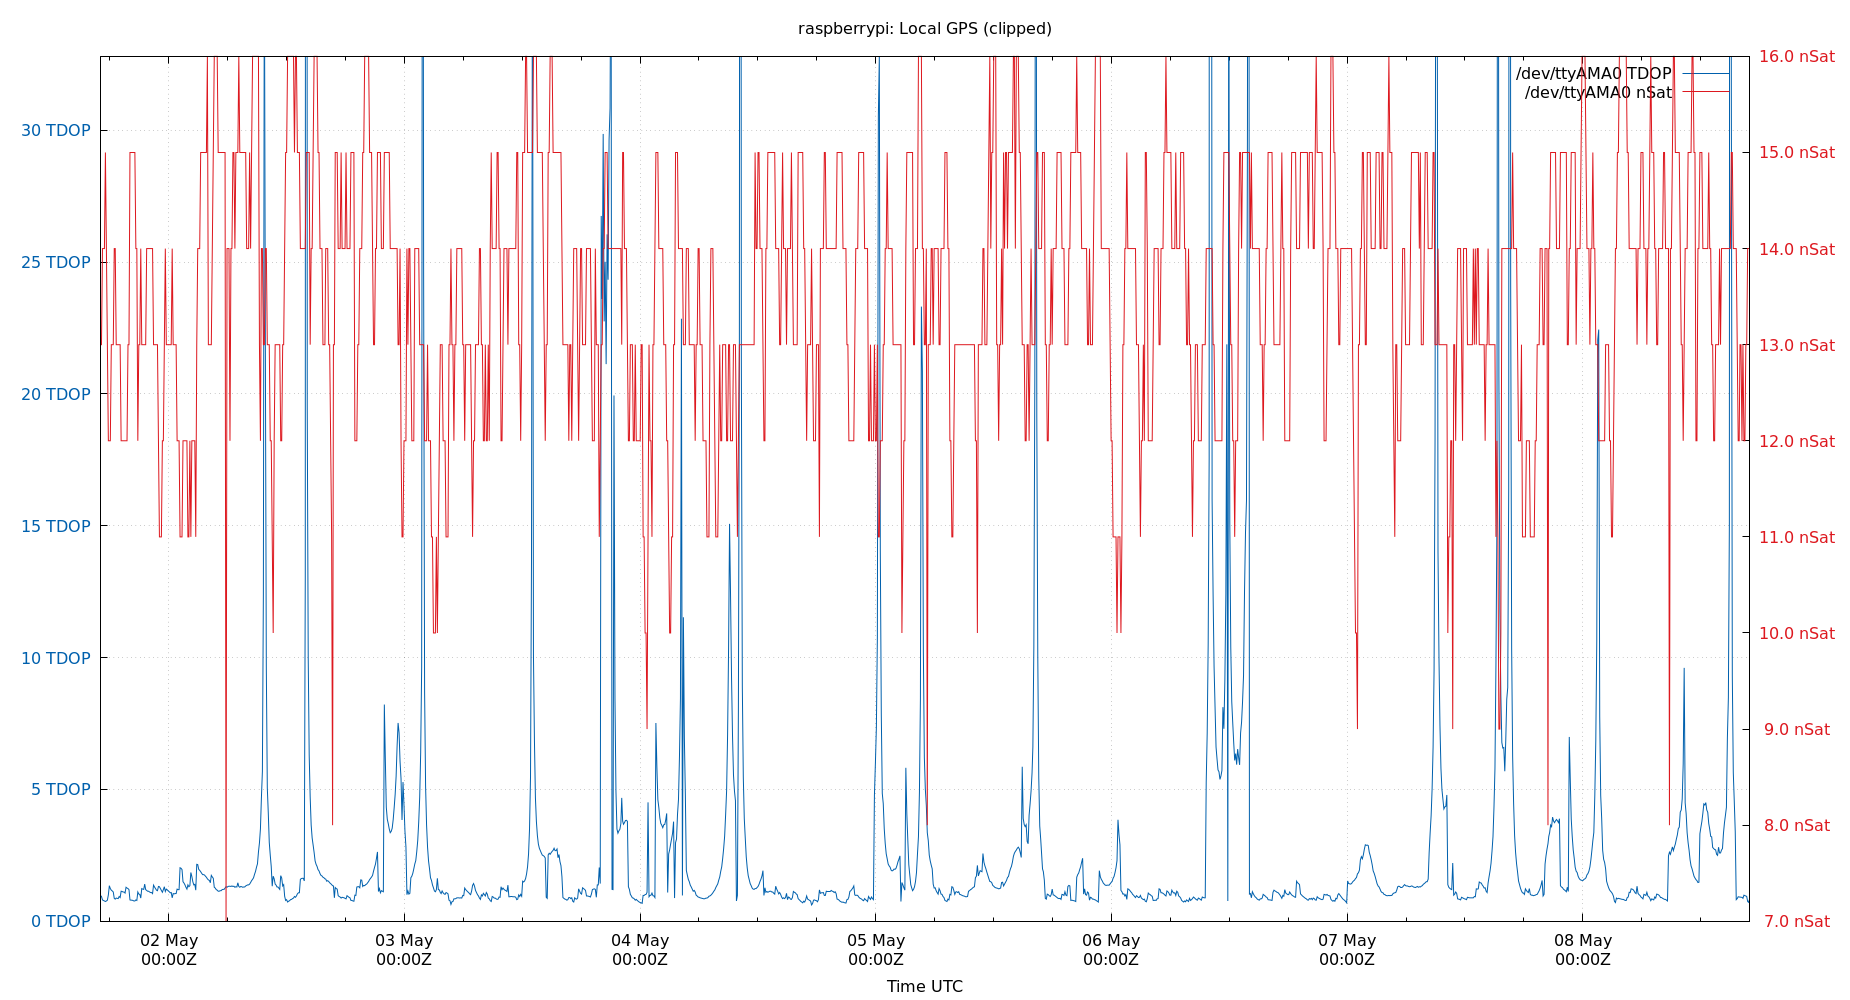 raspberrypi: Local GPS (clipped)
/dev/ttyAMA0 TDOP
/dev/ttyAMA0 nSat
30 TDOP
25 TDOP
20 TDOP
15 TDOP
10 TDOP
5 TDOP
0 TDOP
16.0 nSat
15.0 nSat
14.0 nSat
13.0 nSat
12.0 nSat
11.0 nSat
10.0 nSat
9.0 nSat
8.0 nSat
7.0 nSat
02 May
00:00Z
03 May
00:00Z
04 May
00:00Z
05 May
00:00Z
06 May
00:00Z
07 May
00:00Z
08 May
00:00Z
Time UTC